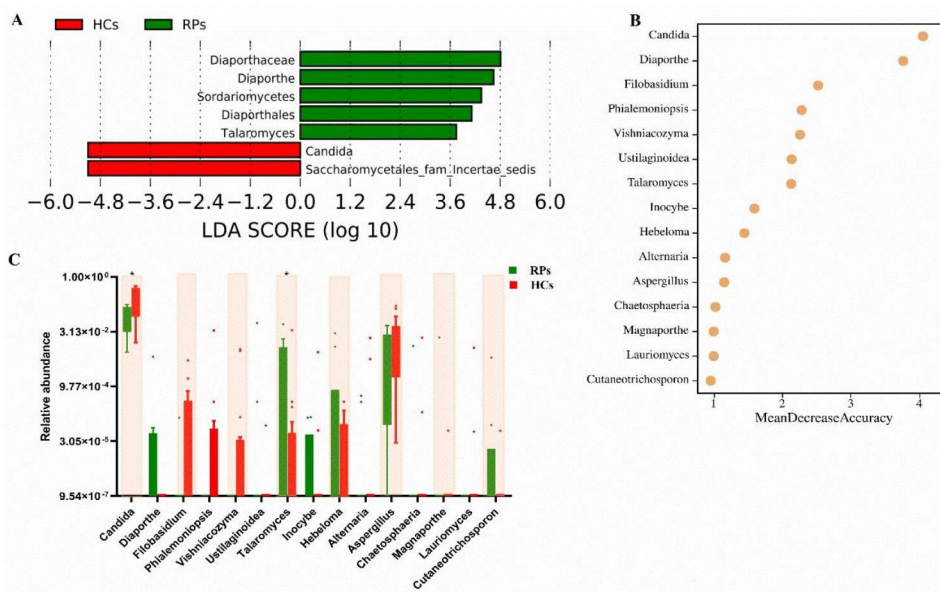 A
HCs RPs
Diaporthaceae
Diaporthe
Sordariomycetes
Diaporthales
Talaromyces
Candida
Saccharomycetales_fam_Incertae_sedis
−6.0 −4.8 −3.6 −2.4 −1.2 0.0 1.2 2.4 3.6 4.8 6.0
LDA SCORE (log 10)
B
Candida
Diaporthe
Filobasidium
Phialemoniopsis
Vishniacozyma
Ustilaginoidea
Talaromyces
Inocybe
Hebeloma
Alternaria
Aspergillus
Chaetosphaeria
Magnaporthe
Lauriomyces
Cutaneotrichosporon
1 2 3 4
MeanDecreaseAccuracy
C
RPs
HCs
* *
Relative abundance
1.00×10⁰
3.13×10⁻²
9.77×10⁻⁴
3.05×10⁻⁵
9.54×10⁻⁷
Candida
Diaporthe
Filobasidium
Phialemoniopsis
Vishniacozyma
Ustilaginoidea
Talaromyces
Inocybe
Hebeloma
Alternaria
Aspergillus
Chaetosphaeria
Magnaporthe
Lauriomyces
Cutaneotrichosporon